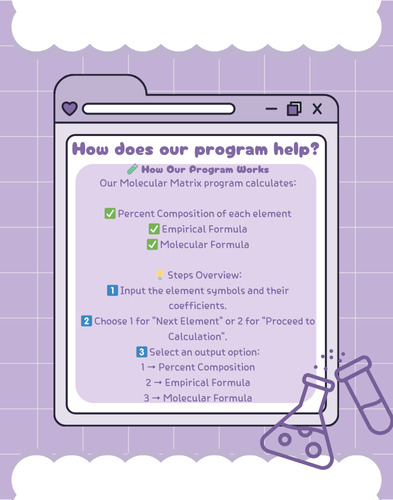 How does our program help?
🧪 How Our Program Works
Our Molecular Matrix program calculates:
✅ Percent Composition of each element
✅ Empirical Formula
✅ Molecular Formula
💡 Steps Overview:
1️⃣ Input the element symbols and their
coefficients.
2️⃣ Choose 1 for "Next Element" or 2 for "Proceed to
Calculation".
3️⃣ Select an output option:
1 → Percent Composition
2 → Empirical Formula
3 → Molecular Formula